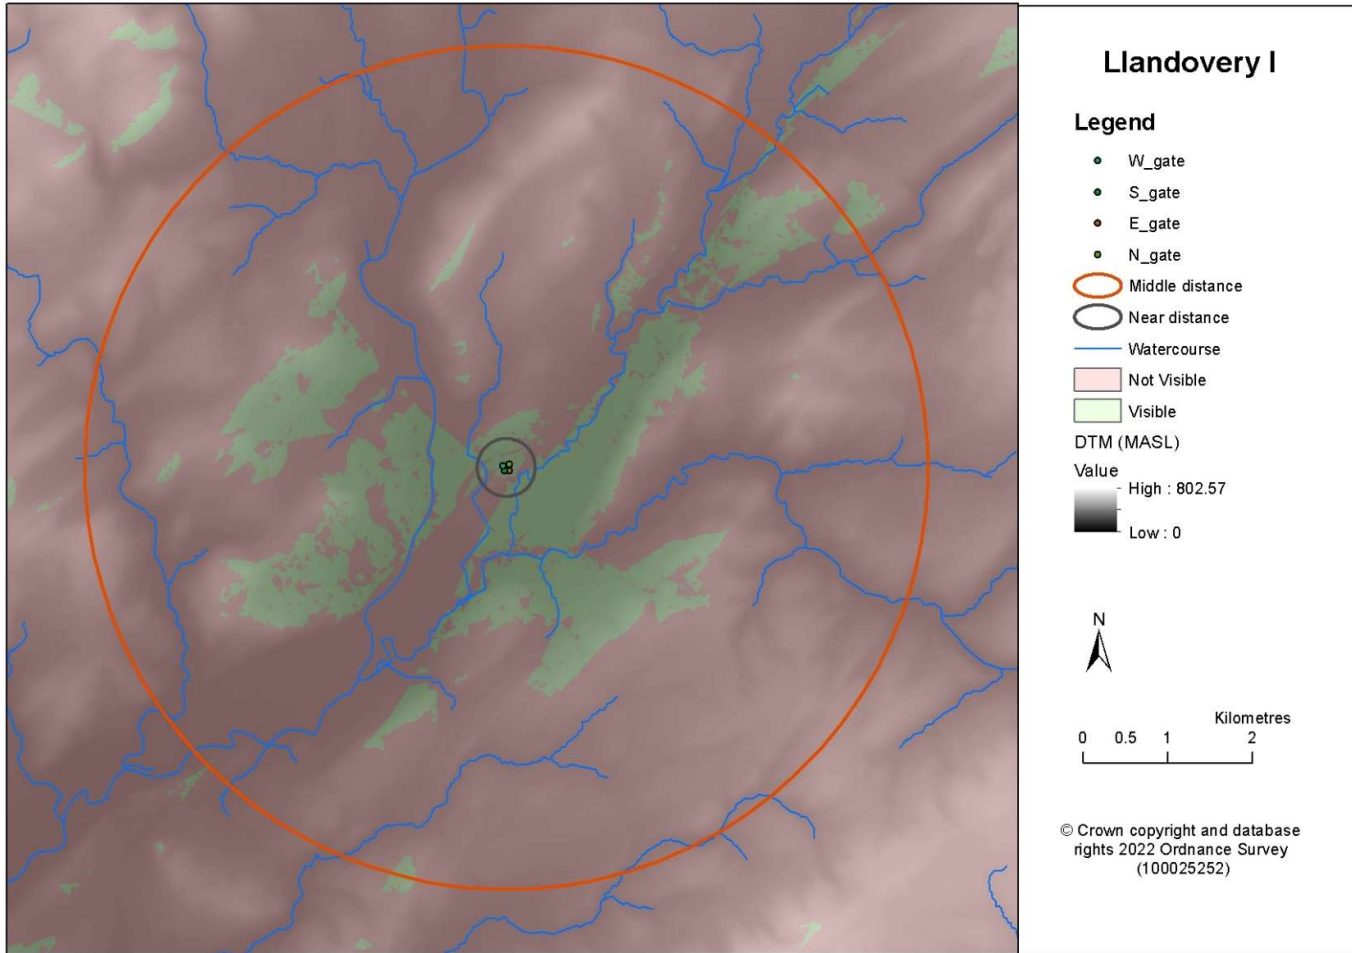 Llandovery I
Legend
W_gate
S_gate
E_gate
N_gate
Middle distance
Near distance
Watercourse
Not Visible
Visible
DTM (MASL)
Value
High : 802.57
Low : 0
N
Kilometres
0 0.5 1 2
© Crown copyright and database
rights 2022 Ordnance Survey
(100025252)